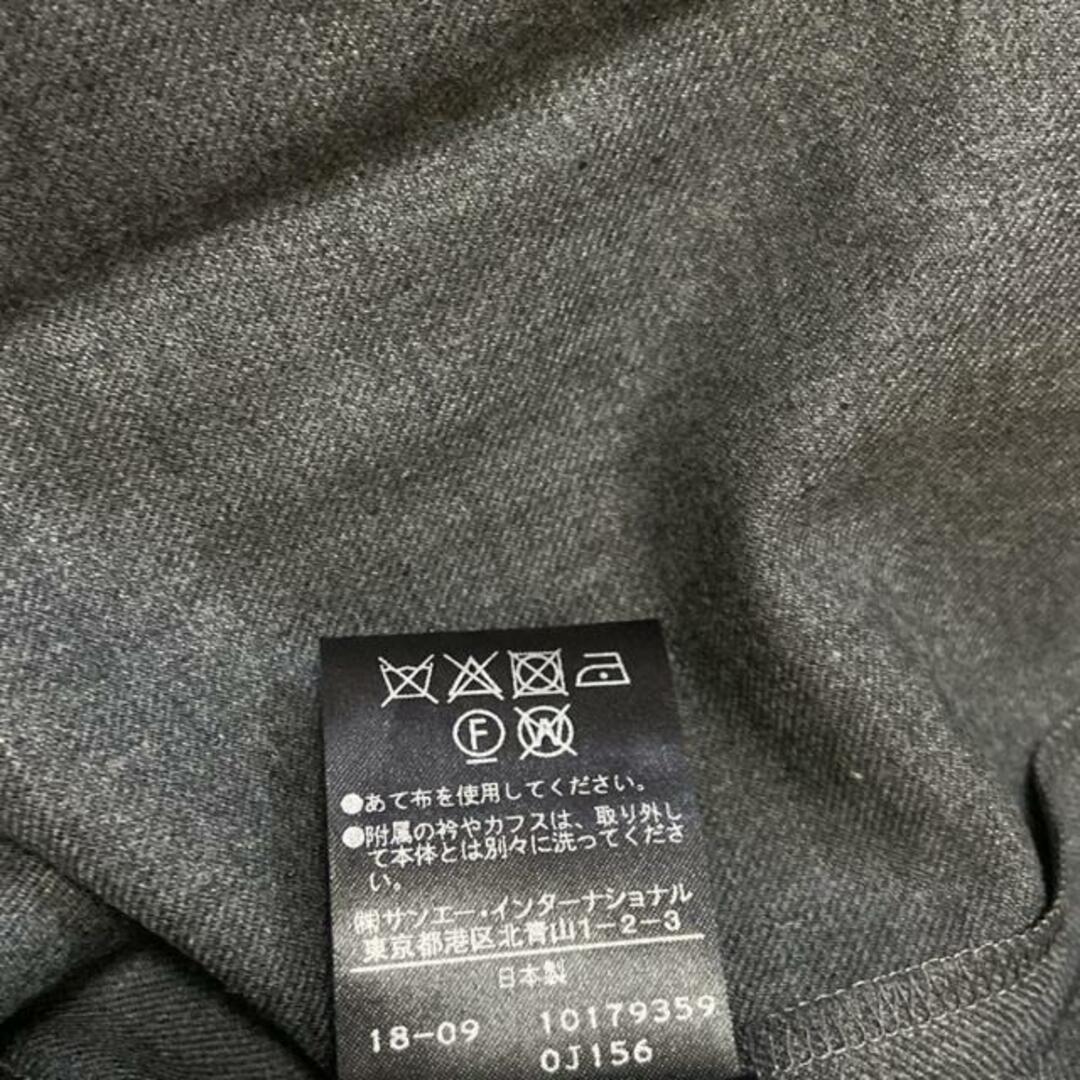 F W
●あて布を使用してください。
●附属の衿やカフスは、取り外し
て本体とは別々に洗ってくださ
い。
㈱サンエー・インターナショナル
東京都港区北青山1-2-3
日本製
18-09 10179359
0J156